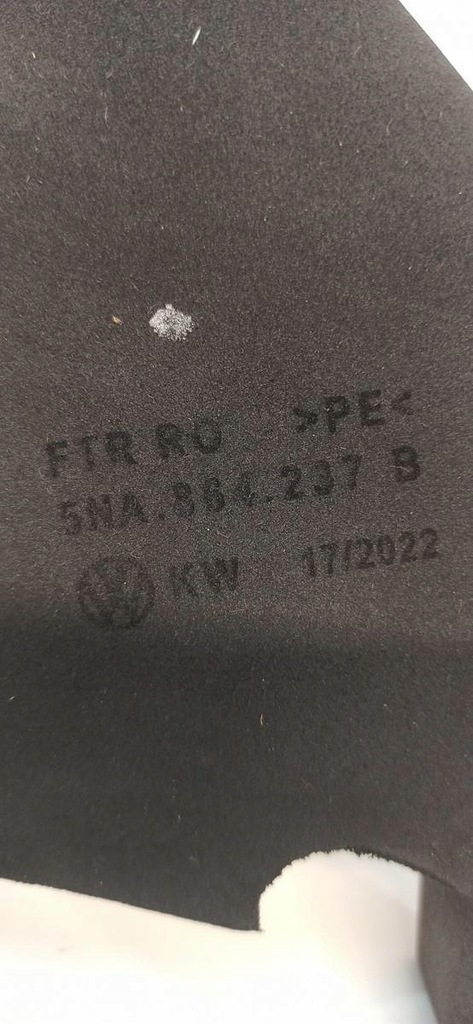 FTR RO >PE<
5NA.864.237 B
KW 17/2022